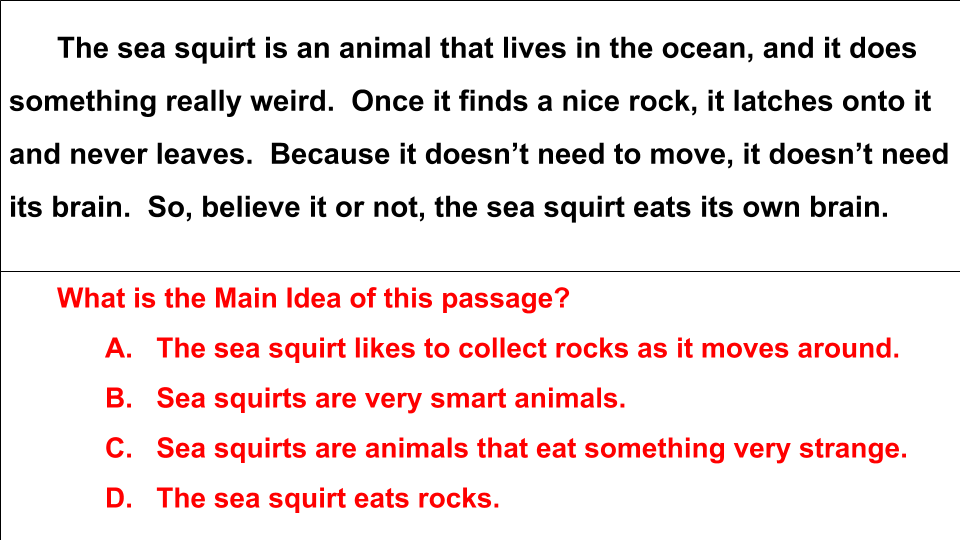 The sea squirt is an animal that lives in the ocean, and it does
something really weird.  Once it finds a nice rock, it latches onto it
and never leaves.  Because it doesn’t need to move, it doesn’t need
its brain.  So, believe it or not, the sea squirt eats its own brain.
What is the Main Idea of this passage?
A. The sea squirt likes to collect rocks as it moves around.
B. Sea squirts are very smart animals.
C. Sea squirts are animals that eat something very strange.
D. The sea squirt eats rocks.